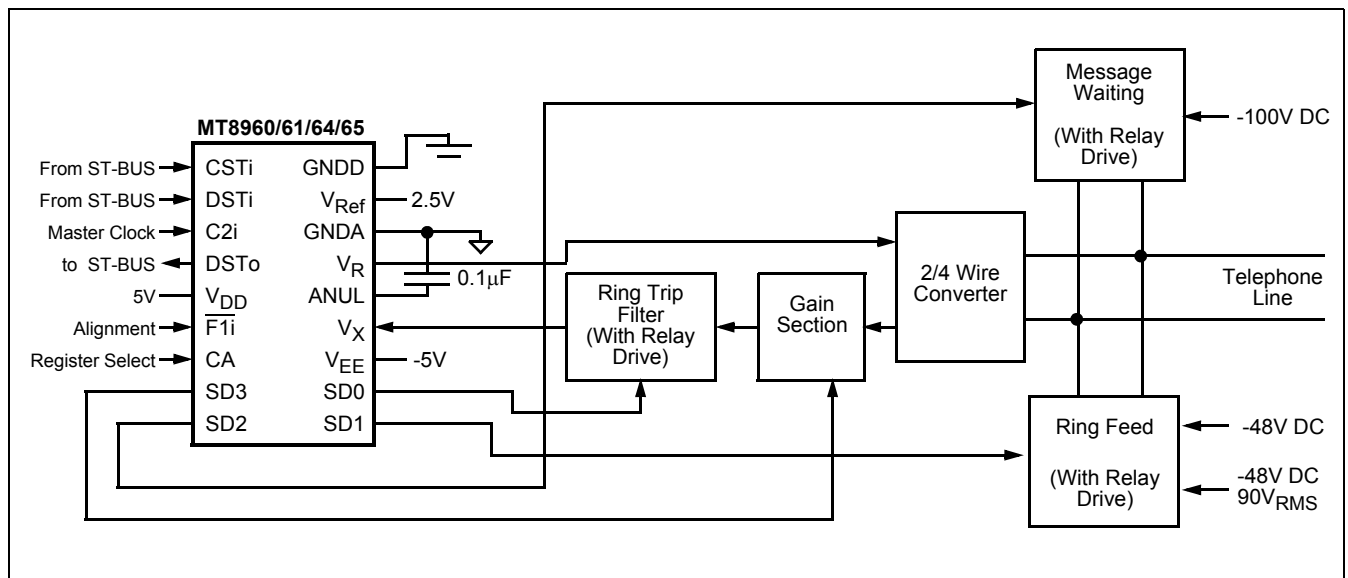 MT8960/61/64/65
From ST-BUS
From ST-BUS
Master Clock
to ST-BUS
5V
Alignment
Register Select
CSTi
DSTi
C2i
DSTo
VDD
F1i
CA
SD3
SD2
GNDD
VRef
GNDA
VR
ANUL
VX
VEE
SD0
SD1
2.5V
0.1μF
-5V
Ring Trip
Filter
(With Relay
Drive)
Gain
Section
2/4 Wire
Converter
Message
Waiting
(With Relay
Drive)
-100V DC
Telephone
Line
Ring Feed
(With Relay
Drive)
-48V DC
-48V DC
90VRMS